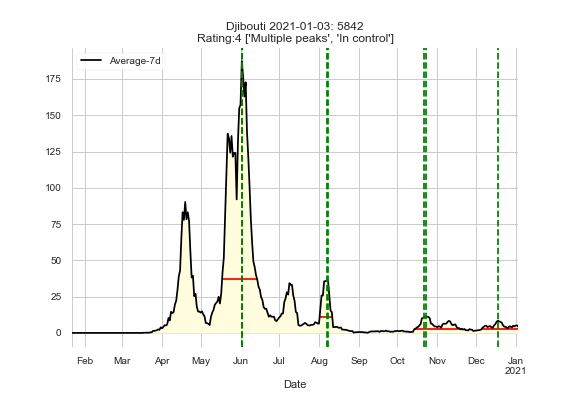 Djibouti 2021-01-03: 5842
Rating:4 ['Multiple peaks', 'In control']
Average-7d
175
150
125
100
75
50
25
0
Feb Mar Apr May Jun Jul Aug Sep Oct Nov Dec Jan
2021
Date